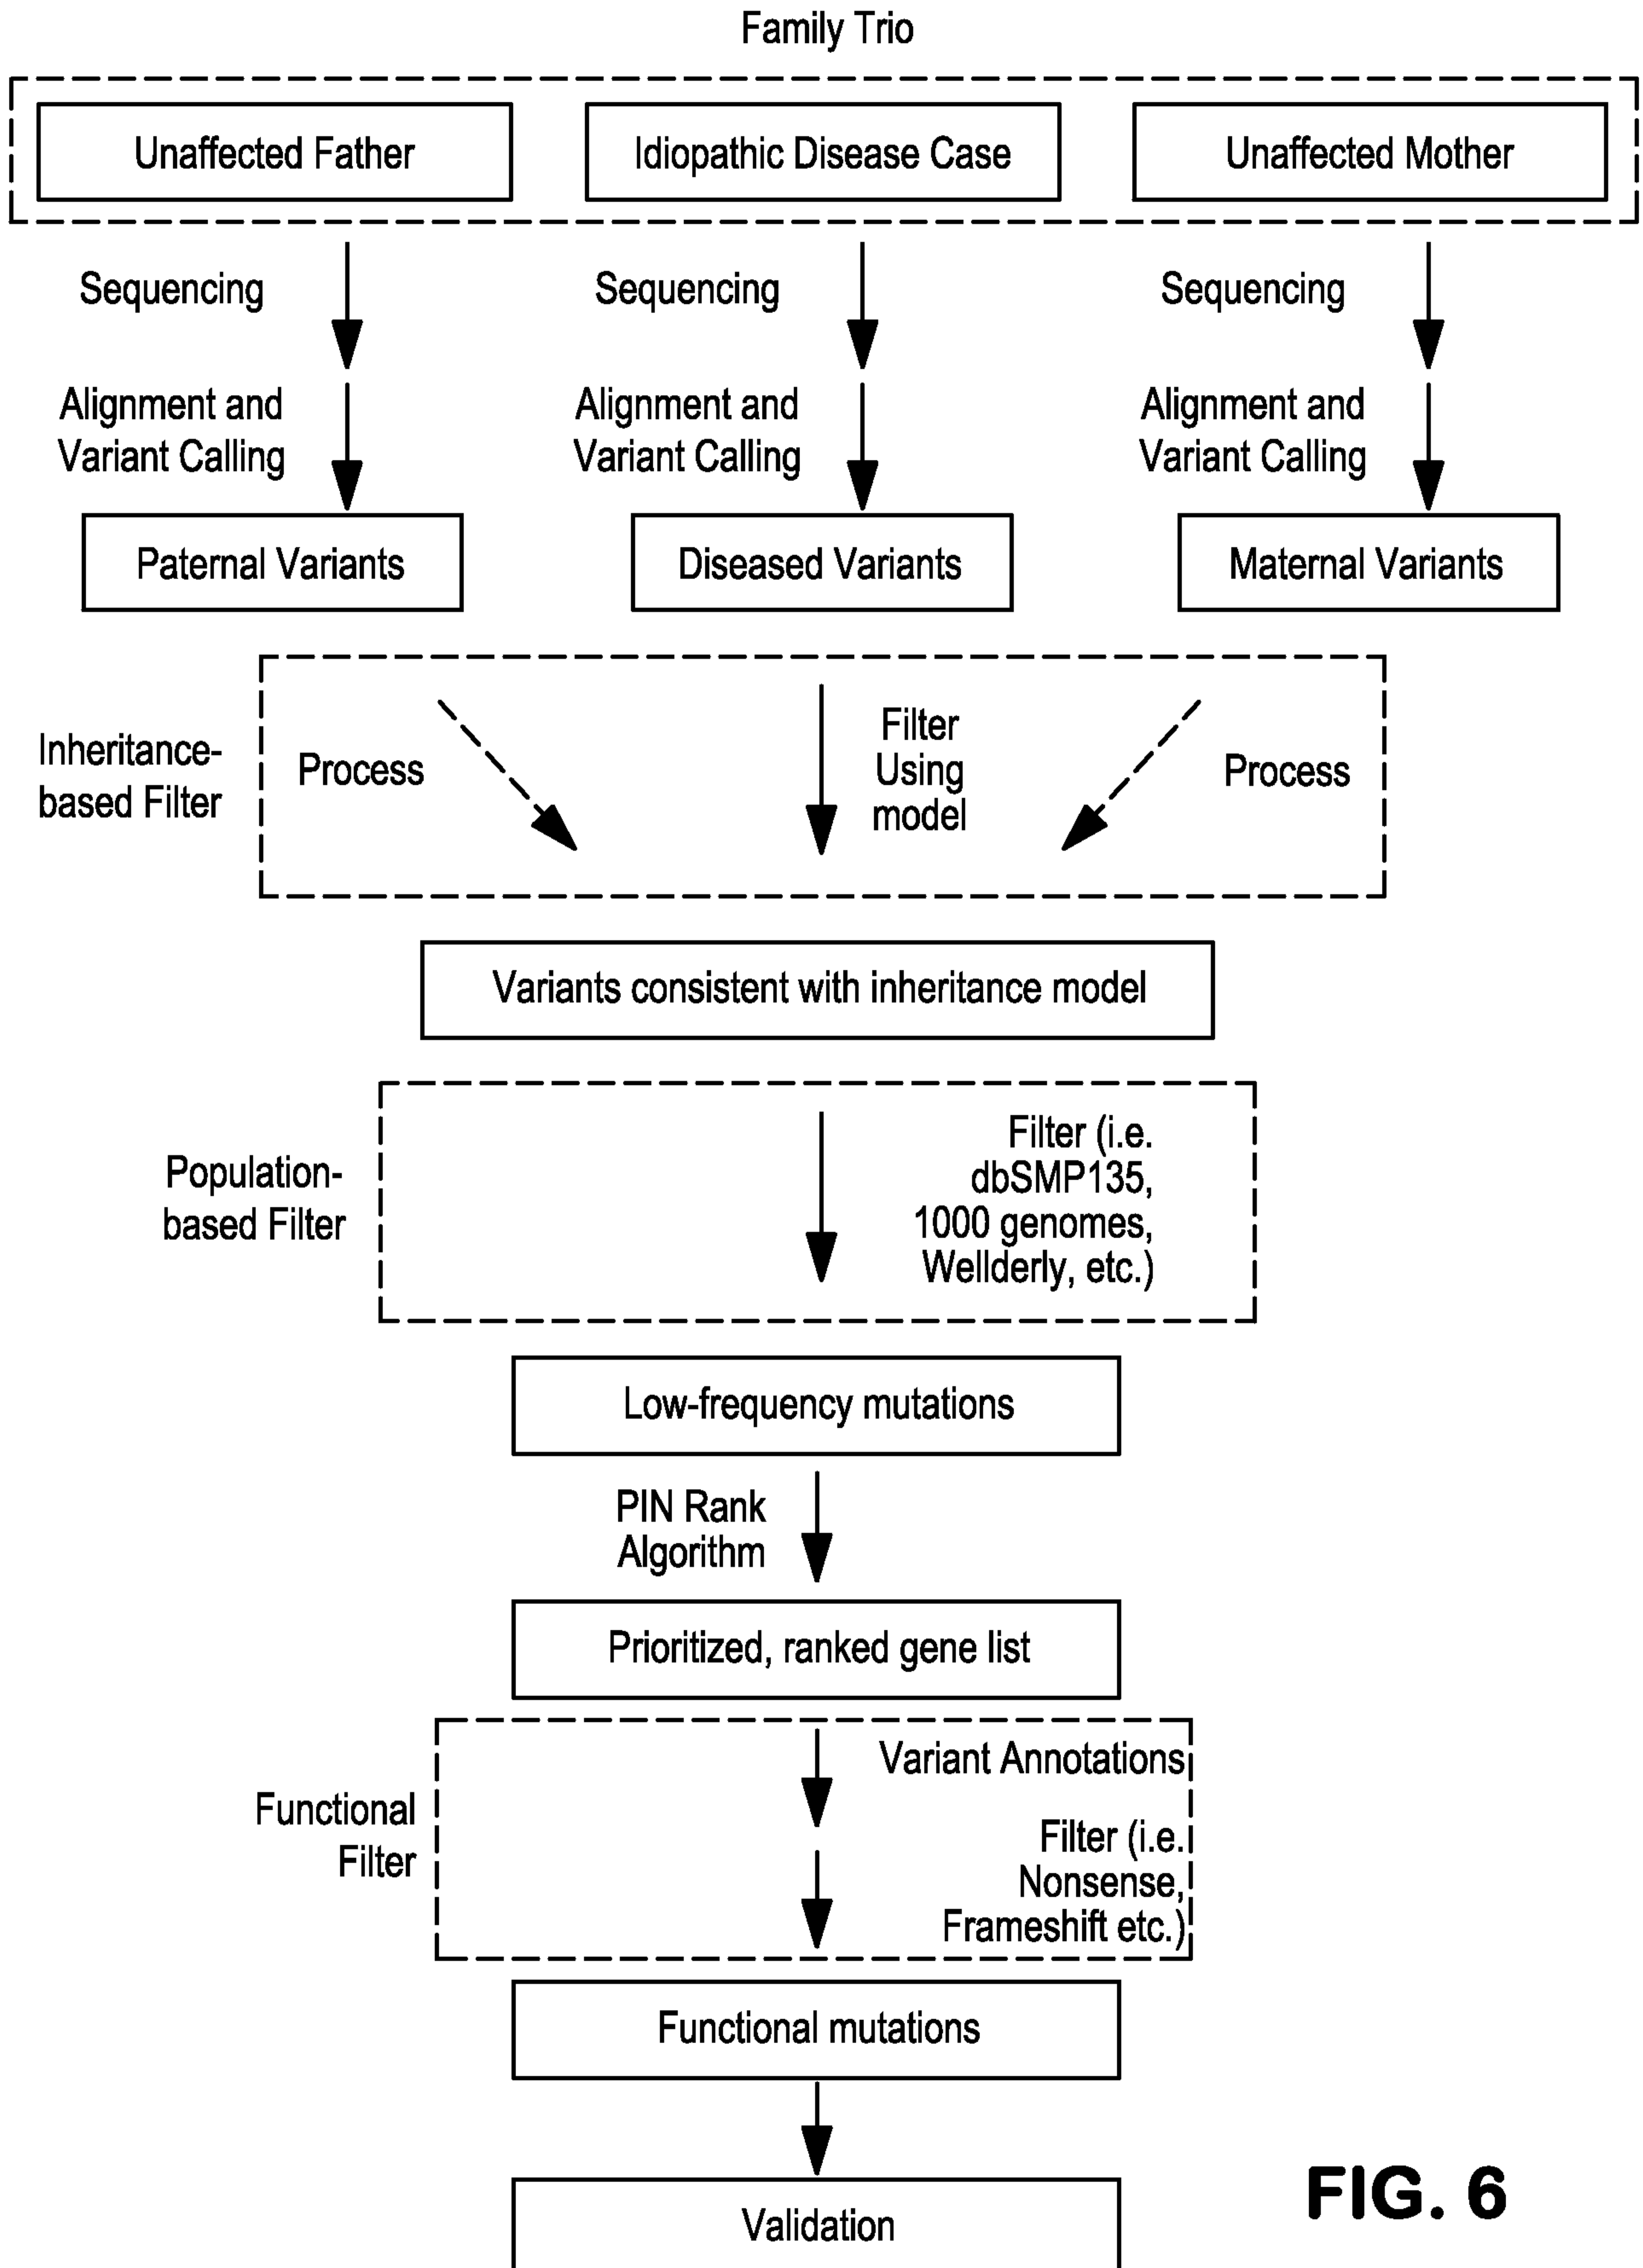 Family Trio
Unaffected Father
Idiopathic Disease Case
Unaffected Mother
Sequencing
Sequencing
Sequencing
Alignment and
Variant Calling
Alignment and
Variant Calling
Alignment and
Variant Calling
Paternal Variants
Diseased Variants
Maternal Variants
Inheritance-
based Filter
Process
Filter
Using
model
Process
Variants consistent with inheritance model
Population-
based Filter
Filter (i.e.
dbSMP135,
1000 genomes,
Wellderly, etc.)
Low-frequency mutations
PIN Rank
Algorithm
Prioritized, ranked gene list
Functional
Filter
Variant Annotations
Filter (i.e.
Nonsense,
Frameshift etc.)
Functional mutations
Validation
FIG. 6